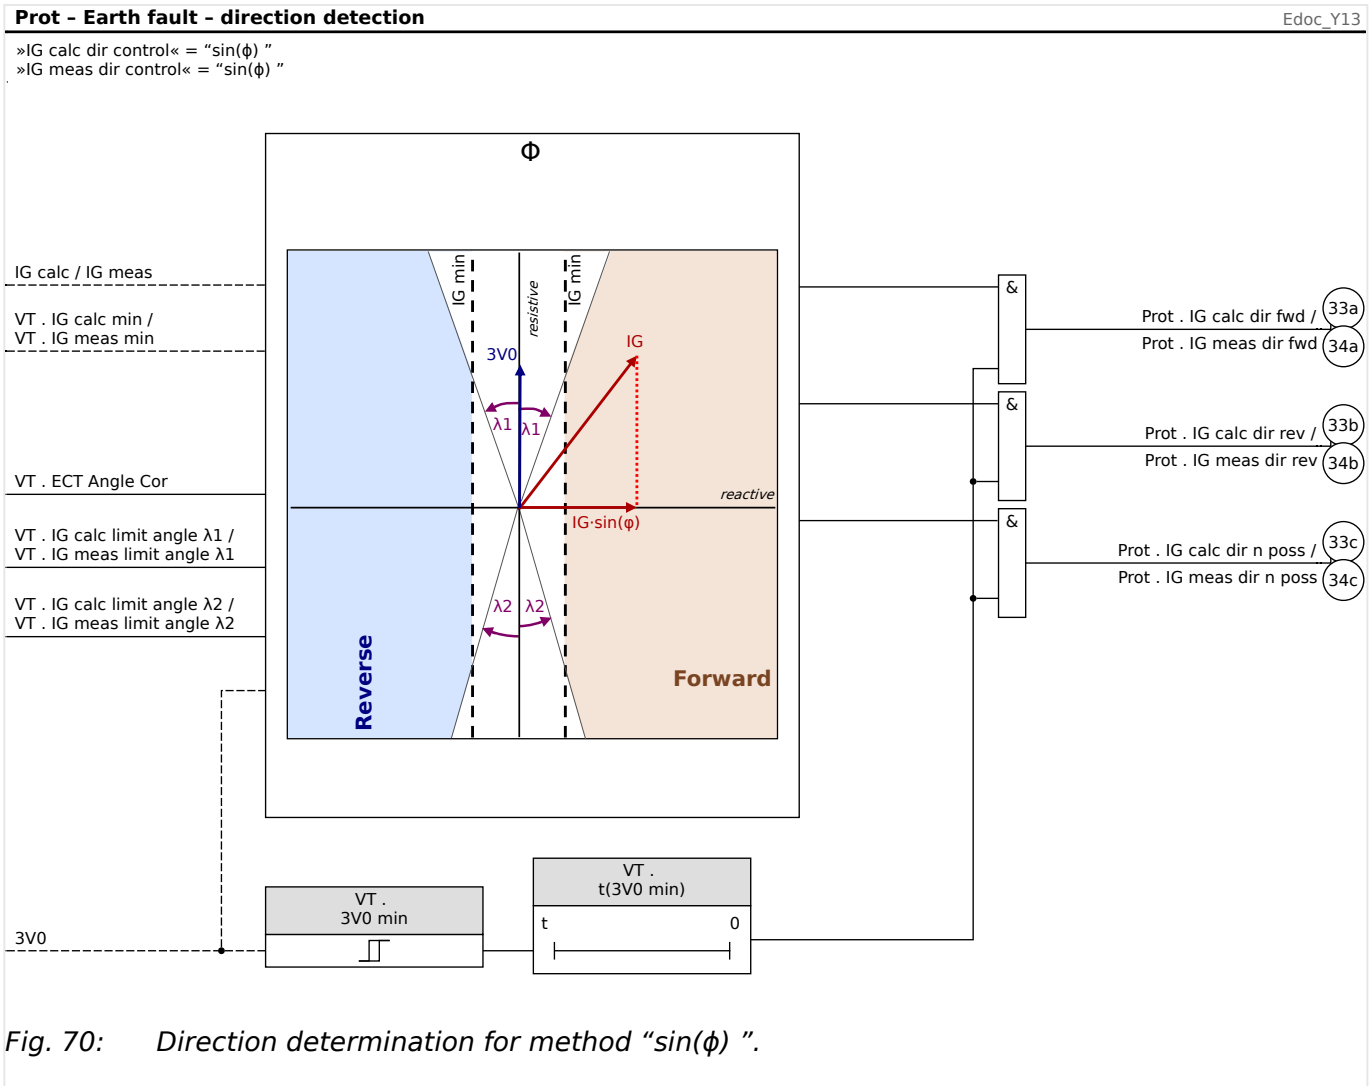 Prot – Earth fault – direction detection
Edoc_Y13
»IG calc dir control« = “sin(ϕ) ”
»IG meas dir control« = “sin(ϕ) ”
Φ
IG calc / IG meas
VT . IG calc min /
VT . IG meas min
VT . ECT Angle Cor
VT . IG calc limit angle λ1 /
VT . IG meas limit angle λ1
VT . IG calc limit angle λ2 /
VT . IG meas limit angle λ2
3V0
IG min
resistive
IG min
3V0
IG
λ1
λ1
reactive
IG·sin(φ)
λ2
λ2
Reverse
Forward
&
Prot . IG calc dir fwd /
33a
Prot . IG meas dir fwd
34a
&
Prot . IG calc dir rev /
33b
Prot . IG meas dir rev
34b
&
Prot . IG calc dir n poss /
33c
Prot . IG meas dir n poss
34c
VT .
3V0 min
VT .
t(3V0 min)
t
0
Fig. 70: Direction determination for method “sin(ϕ) ”.